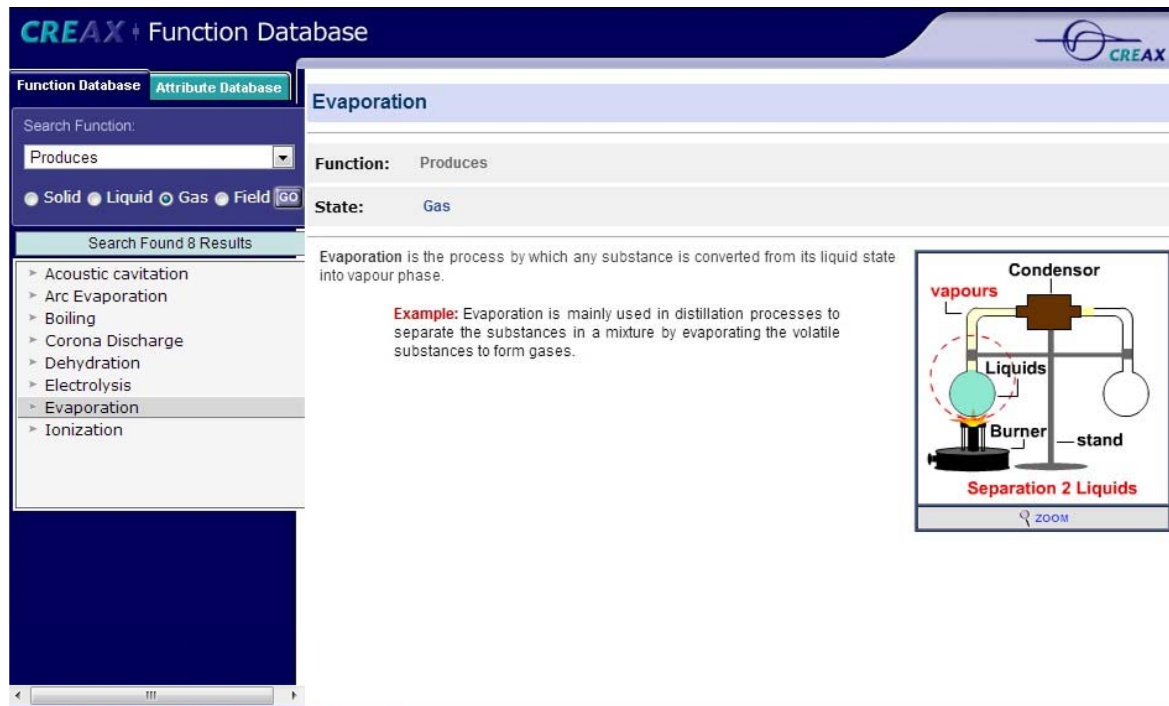 CREAX Function Database
CREAX
Function Database Attribute Database
Search Function:
Produces
Solid Liquid Gas Field GO
Search Found 8 Results
Acoustic cavitation
Arc Evaporation
Boiling
Corona Discharge
Dehydration
Electrolysis
Evaporation
Ionization
Evaporation
Function: Produces
State: Gas
Evaporation is the process by which any substance is converted from its liquid state
into vapour phase.
Example: Evaporation is mainly used in distillation processes to
separate the substances in a mixture by evaporating the volatile
substances to form gases.
Condensor
vapours
Liquids
Burner
stand
Separation 2 Liquids
ZOOM